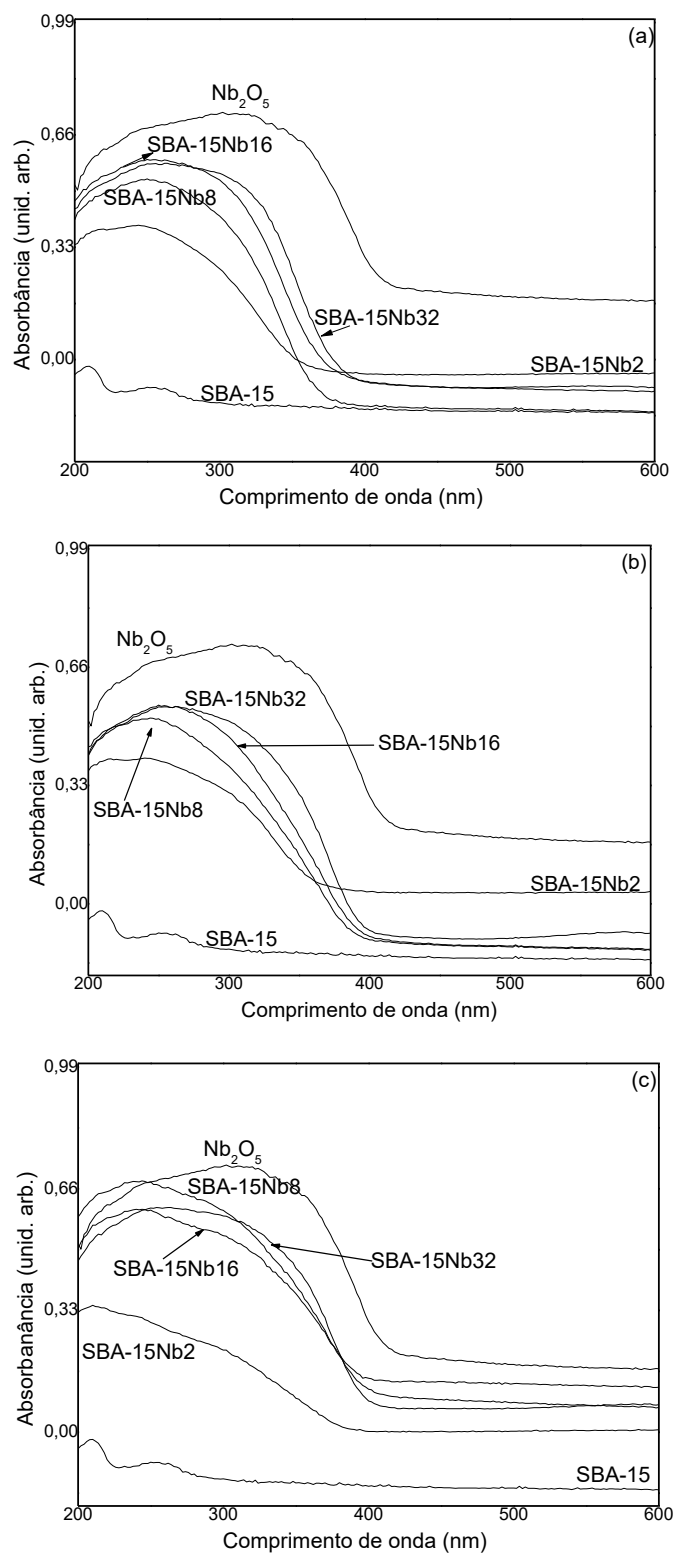 0,99
(a)
Nb2O5
0,66
SBA-15Nb16
SBA-15Nb8
0,33
SBA-15Nb32
0,00
SBA-15Nb2
SBA-15
200 300 400 500 600
Comprimento de onda (nm)
Absorbância (unid. arb.)
0,99
(b)
Nb2O5
0,66
SBA-15Nb32
SBA-15Nb16
0,33
SBA-15Nb8
SBA-15Nb2
0,00
SBA-15
200 300 400 500 600
Comprimento de onda (nm)
Absorbância (unid. arb.)
0,99
(c)
Nb2O5
0,66
SBA-15Nb8
SBA-15Nb32
SBA-15Nb16
0,33
SBA-15Nb2
0,00
SBA-15
200 300 400 500 600
Comprimento de onda (nm)
Absorbanância (unid. arb.)